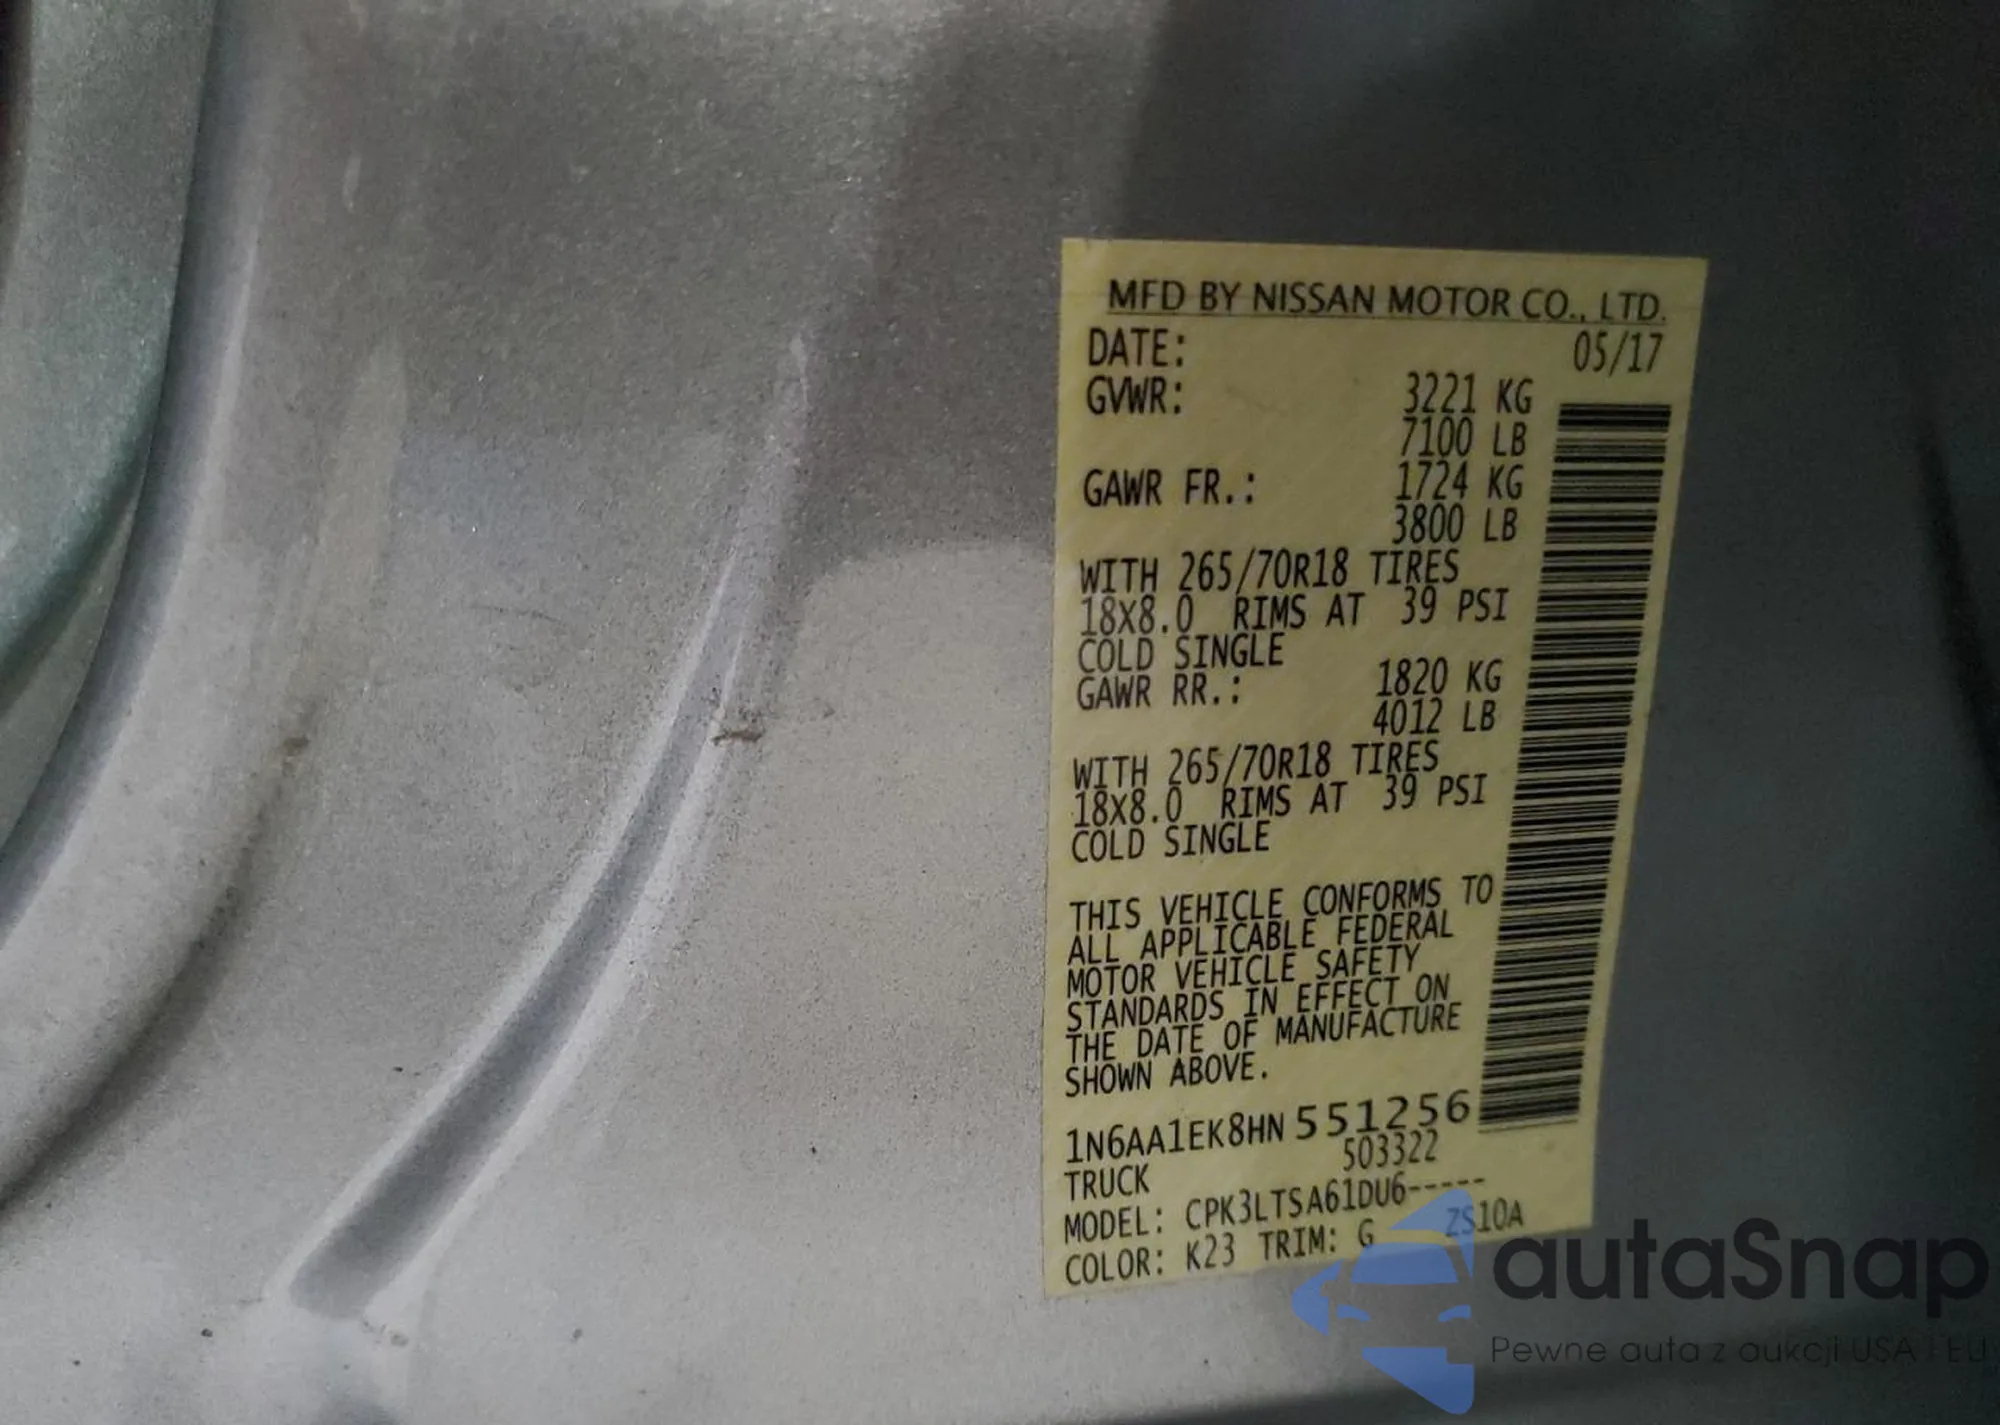 MFD BY NISSAN MOTOR CO., LTD.
DATE: 05/17
GVWR: 3221 KG
7100 LB
GAWR FR.: 1724 KG
3800 LB
WITH 265/70R18 TIRES
18X8.0 RIMS AT 39 PSI
COLD SINGLE
GAWR RR.: 1820 KG
4012 LB
WITH 265/70R18 TIRES
18X8.0 RIMS AT 39 PSI
COLD SINGLE
THIS VEHICLE CONFORMS TO
ALL APPLICABLE FEDERAL
MOTOR VEHICLE SAFETY
STANDARDS IN EFFECT ON
THE DATE OF MANUFACTURE
SHOWN ABOVE.
1N6AA1EK8HN551256
TRUCK 503322
MODEL: CPK3LTSA61DU6-----
COLOR: K23 TRIM: G ZS10A
autaSnap
Pewne auta z aukcji USA i EU